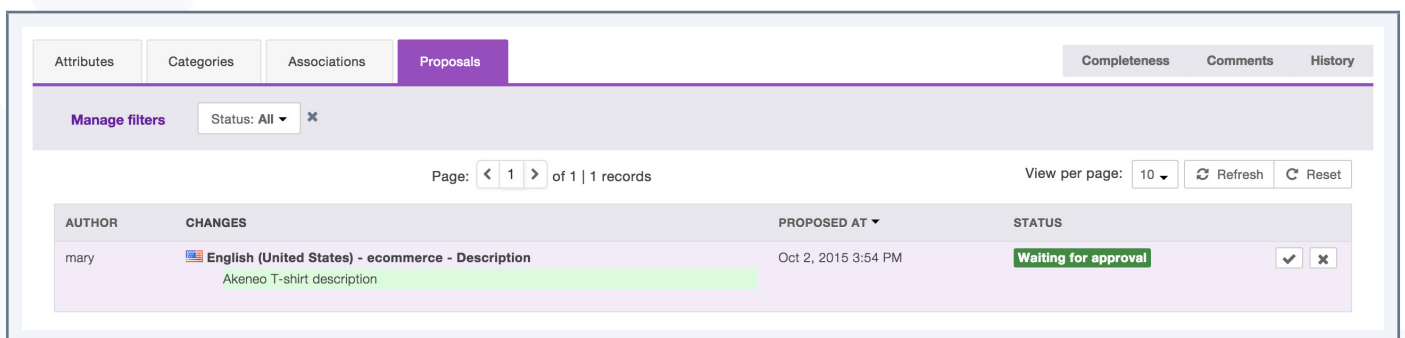 Attributes Categories Associations Proposals Completeness Comments History
Manage filters Status: All
Page: 1 of 1 | 1 records View per page: 10 Refresh Reset
AUTHOR CHANGES PROPOSED AT STATUS
mary English (United States) - ecommerce - Description Oct 2, 2015 3:54 PM Waiting for approval
Akeneo T-shirt description